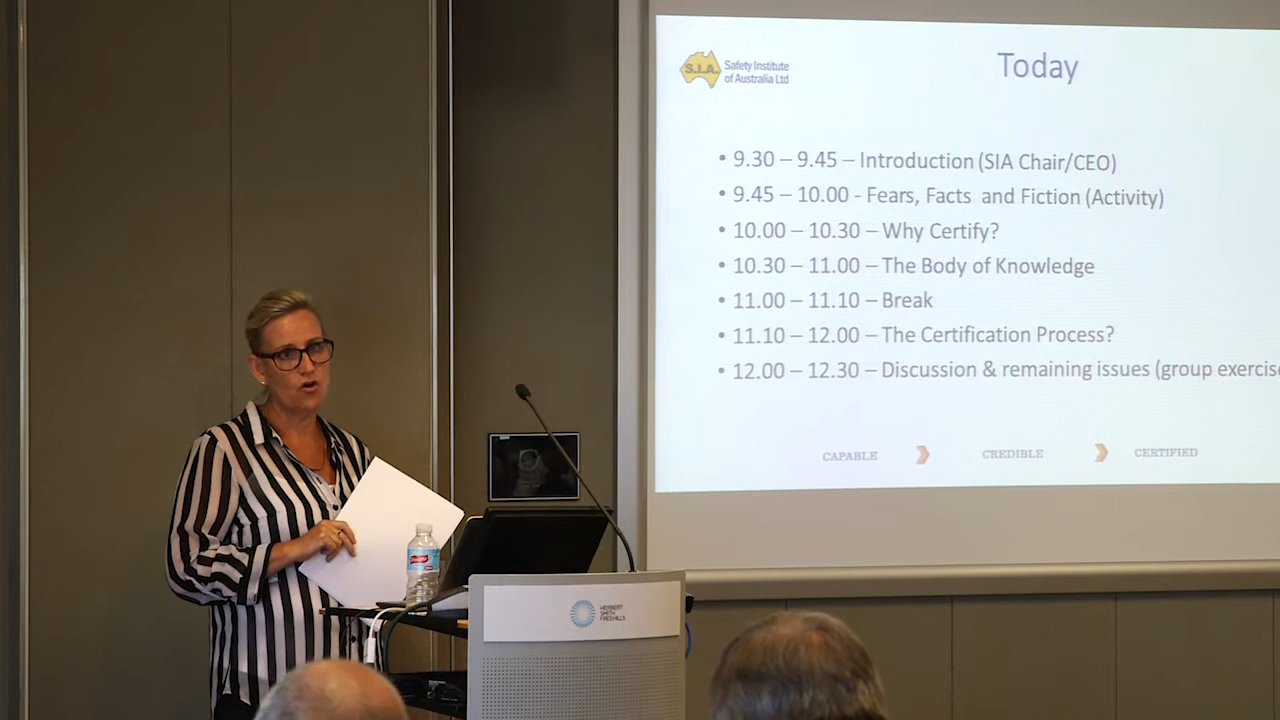 S.I.A.
Safety Institute
of Australia Ltd
Today
• 9.30 – 9.45 – Introduction (SIA Chair/CEO)
• 9.45 – 10.00 - Fears, Facts and Fiction (Activity)
• 10.00 – 10.30 – Why Certify?
• 10.30 – 11.00 – The Body of Knowledge
• 11.00 – 11.10 – Break
• 11.10 – 12.00 – The Certification Process?
• 12.00 – 12.30 – Discussion & remaining issues (group exercise
CAPABLE CREDIBLE CERTIFIED
HERBERT
SMITH
FREEHILLS